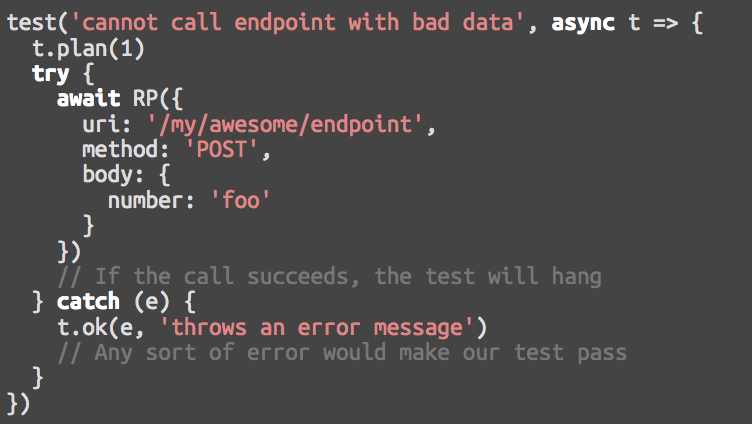 test('cannot call endpoint with bad data', async t => {
  t.plan(1)
  try {
    await RP({
      uri: '/my/awesome/endpoint',
      method: 'POST',
      body: {
        number: 'foo'
      }
    })
    // If the call succeeds, the test will hang
  } catch (e) {
    t.ok(e, 'throws an error message')
    // Any sort of error would make our test pass
  }
})